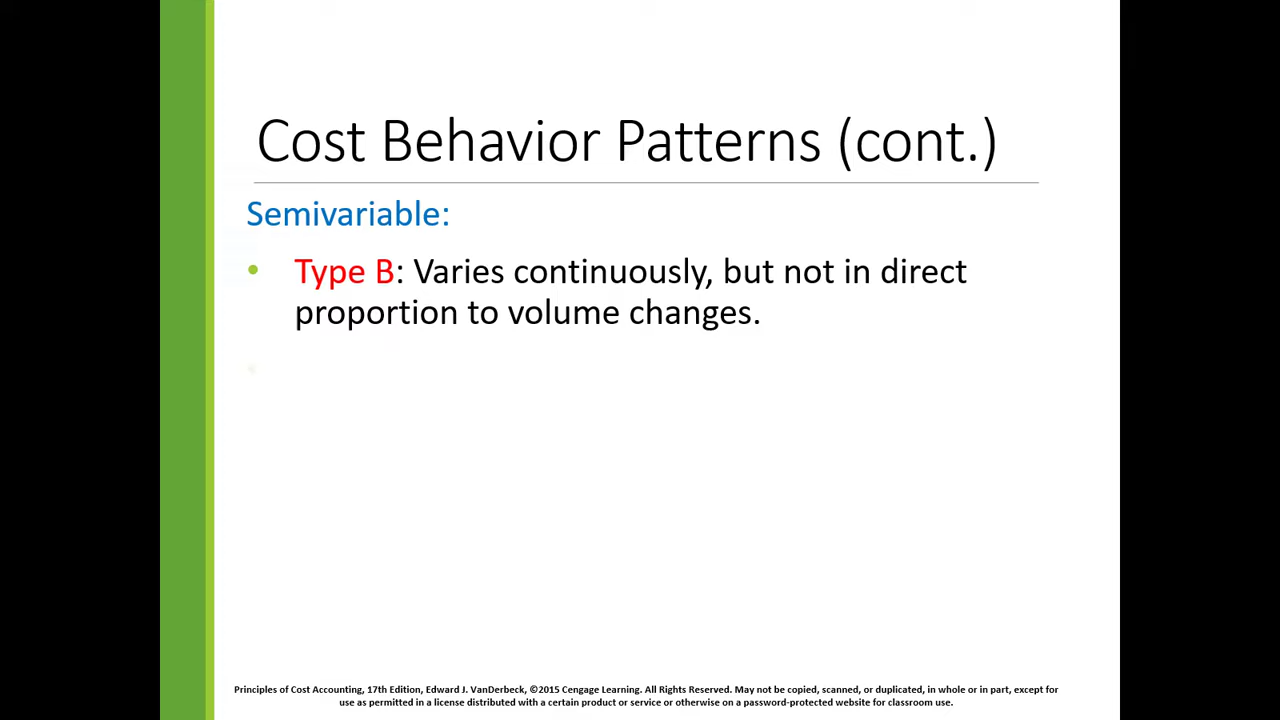 Cost Behavior Patterns (cont.)
Semivariable:
• Type B: Varies continuously, but not in direct
proportion to volume changes.
Principles of Cost Accounting, 17th Edition, Edward J. VanDerbeck, ©2015 Cengage Learning. All Rights Reserved. May not be copied, scanned, or duplicated, in whole or in part, except for
use as permitted in a license distributed with a certain product or service or otherwise on a password-protected website for classroom use.